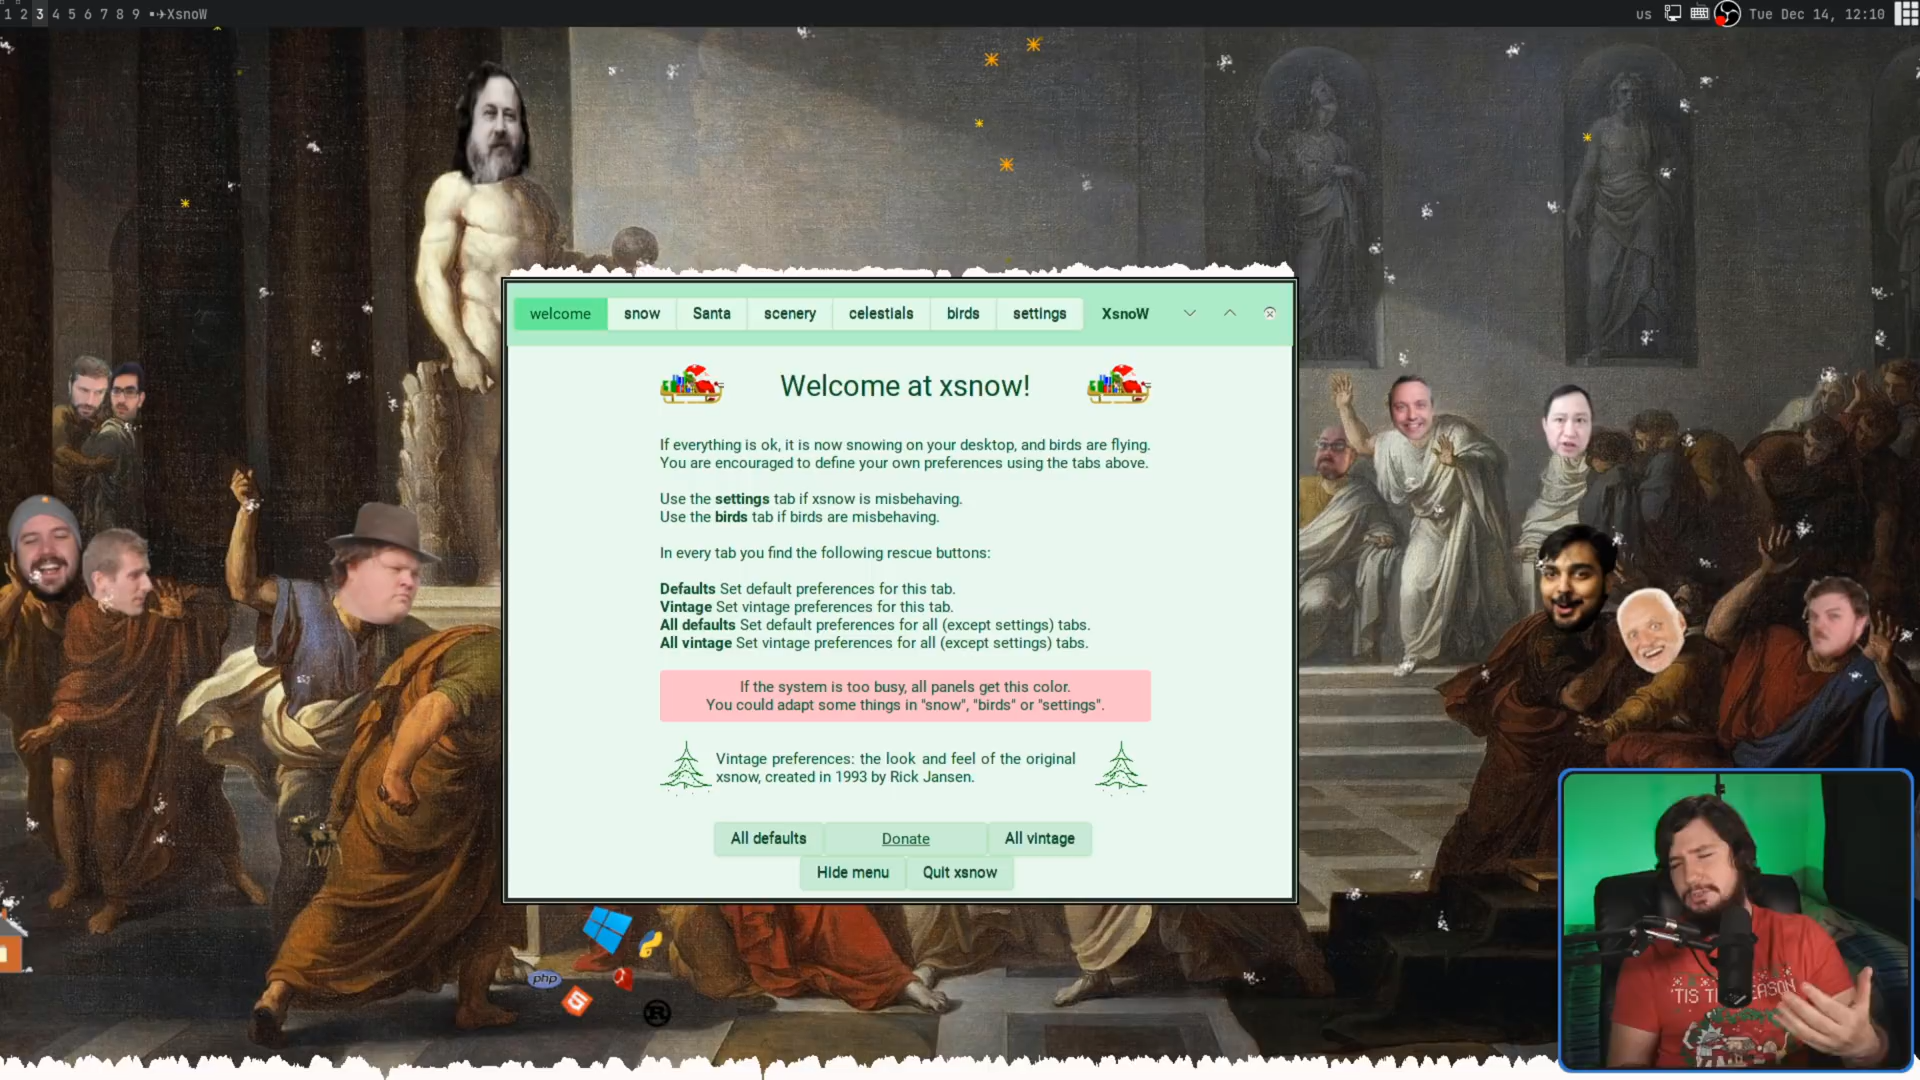 1 2 3 4 5 6 7 8 9 XsnoW
us
Tue Dec 14, 12:10
welcome snow Santa scenery celestials birds settings XsnoW
Welcome at xsnow!
If everything is ok, it is now snowing on your desktop, and birds are flying.
You are encouraged to define your own preferences using the tabs above.
Use the settings tab if xsnow is misbehaving.
Use the birds tab if birds are misbehaving.
In every tab you find the following rescue buttons:
Defaults Set default preferences for this tab.
Vintage Set vintage preferences for this tab.
All defaults Set default preferences for all (except settings) tabs.
All vintage Set vintage preferences for all (except settings) tabs.
If the system is too busy, all panels get this color.
You could adapt some things in "snow", "birds" or "settings".
Vintage preferences: the look and feel of the original
xsnow, created in 1993 by Rick Jansen.
All defaults Donate All vintage
Hide menu Quit xsnow
php
5
R
'TIS THE SEASON